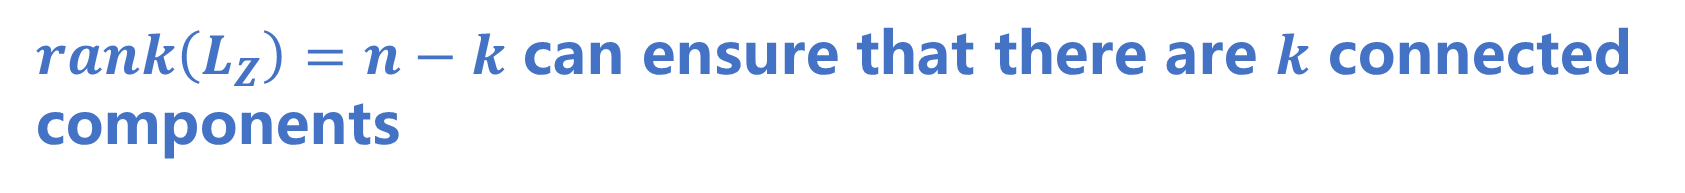 rank(L_Z) = n − k can ensure that there are k connected
components